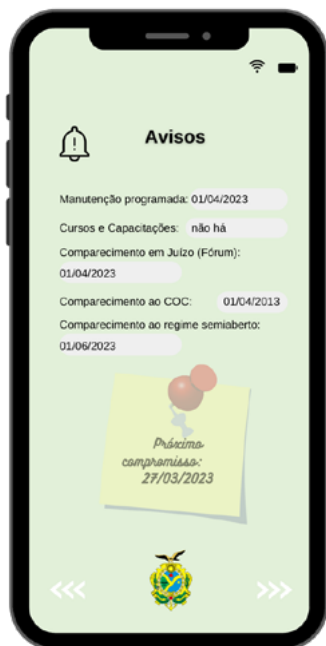 Avisos
Manutenção programada: 01/04/2023
Cursos e Capacitações: não há
Comparecimento em Juízo (Fórum):
01/04/2023
Comparecimento ao COC: 01/04/2013
Comparecimento ao regime semiaberto:
01/06/2023
Próximo
compromisso:
27/03/2023
<<<
>>>